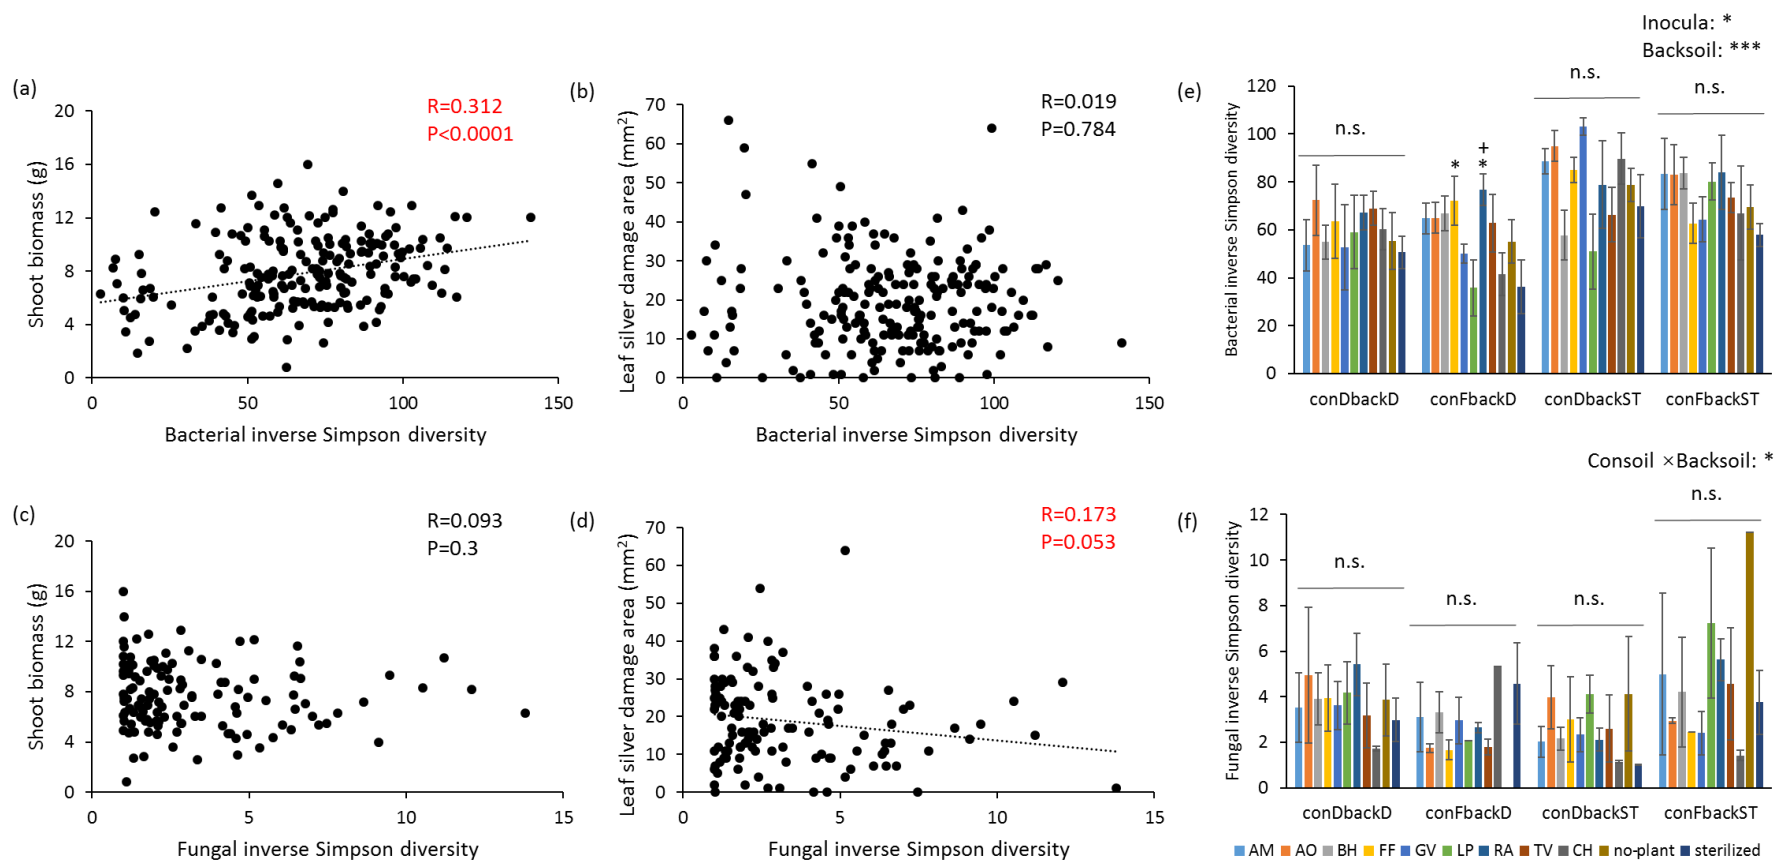 Inocula: *
Backsoil: ***
(a)
R=0.312
P<0.0001
Shoot biomass (g)
20
16
12
8
4
0
0
50
100
150
Bacterial inverse Simpson diversity
(b)
R=0.019
P=0.784
Leaf silver damage area (mm²)
70
60
50
40
30
20
10
0
0
50
100
150
Bacterial inverse Simpson diversity
(e)
n.s.
* 
+
*
n.s.
n.s.
Bacterial inverse Simpson diversity
120
100
80
60
40
20
0
conDbackD
conFbackD
conDbackST
conFbackST
(c)
R=0.093
P=0.3
Shoot biomass (g)
20
16
12
8
4
0
0
5
10
15
Fungal inverse Simpson diversity
(d)
R=0.173
P=0.053
Leaf silver damage area (mm²)
70
60
50
40
30
20
10
0
0
5
10
15
Fungal inverse Simpson diversity
Consoil ×Backsoil: *
(f)
n.s.
n.s.
n.s.
n.s.
Fungal inverse Simpson diversity
12
10
8
6
4
2
0
conDbackD
conFbackD
conDbackST
conFbackST
AM AO BH FF GV LP RA TV CH no-plant sterilized